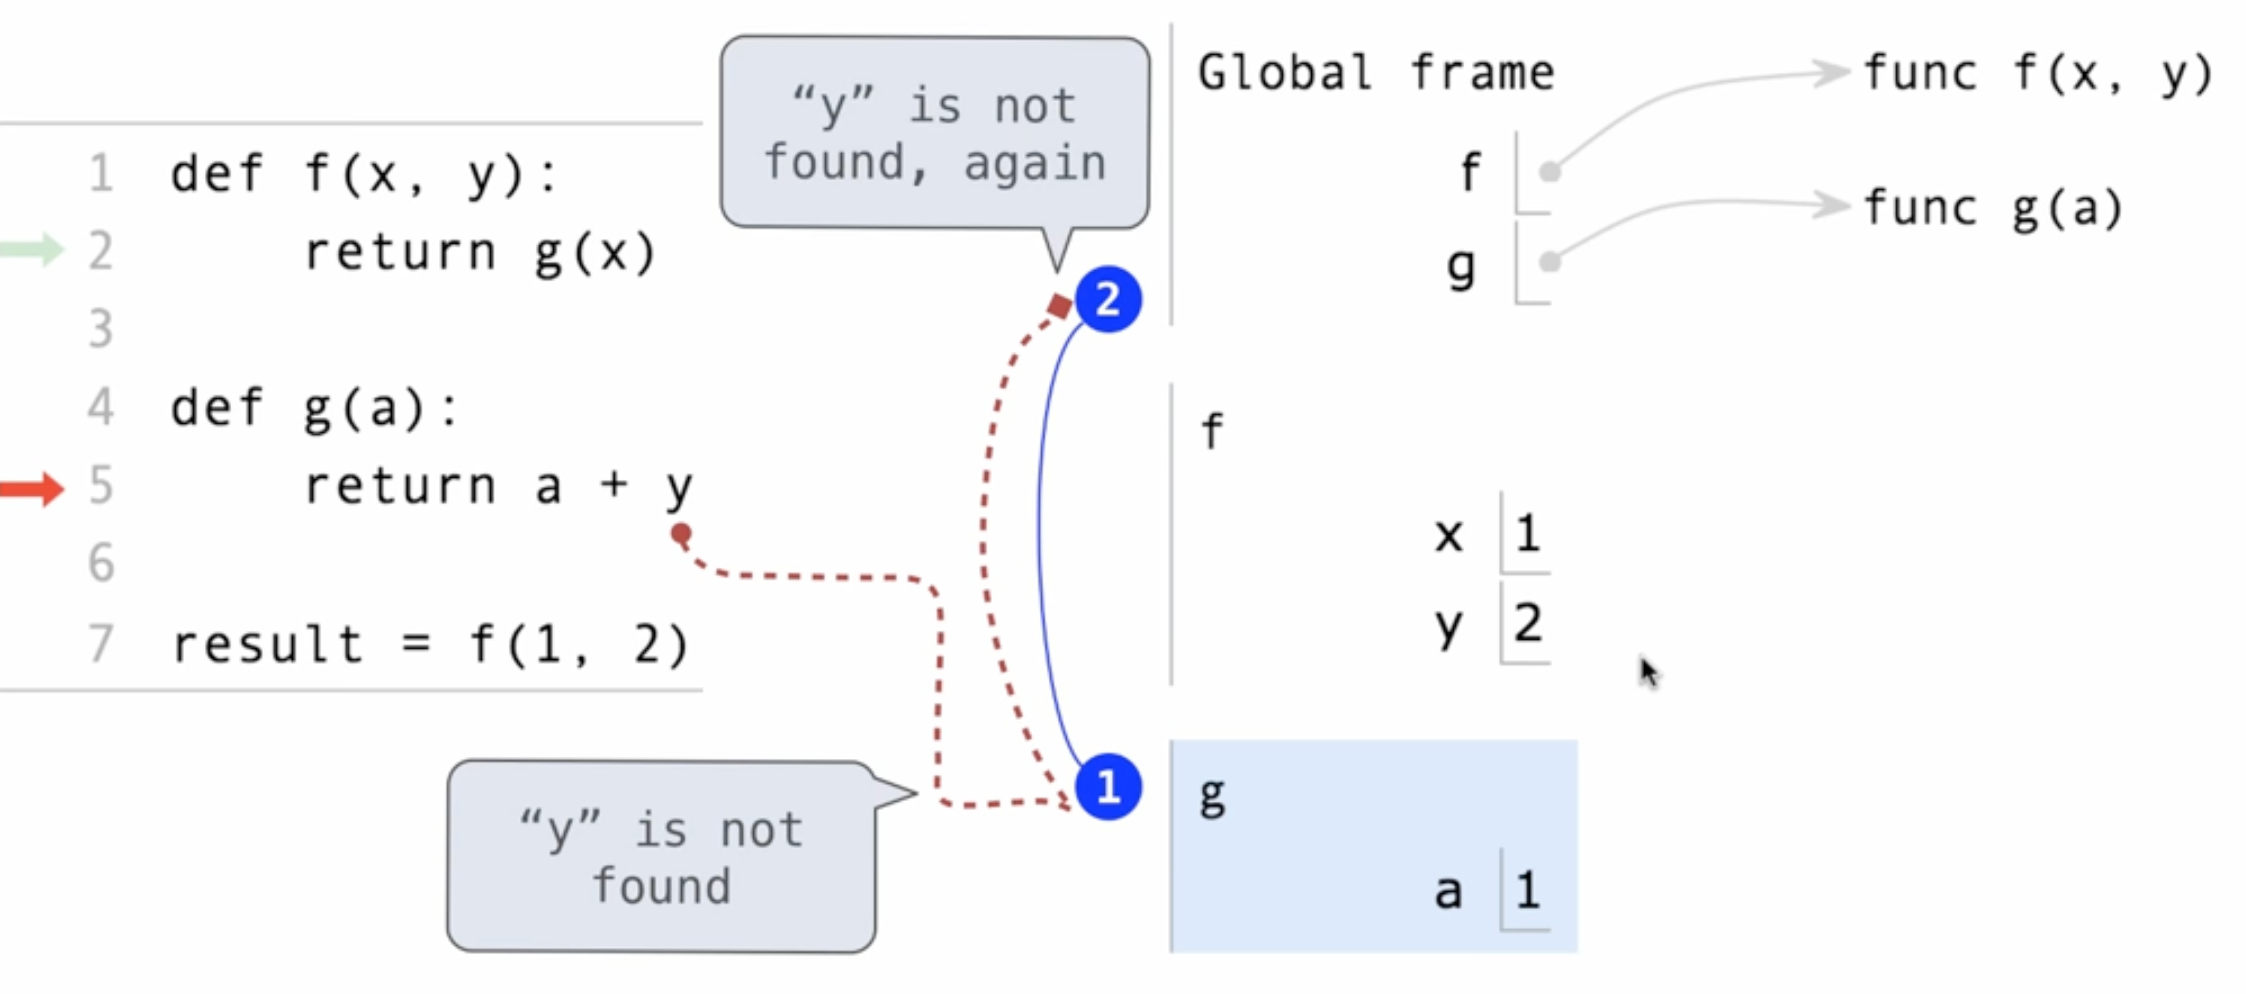 1 def f(x, y):
2     return g(x)
3
4 def g(a):
5     return a + y
6
7 result = f(1, 2)
“y” is not
found, again
“y” is not
found
2
1
Global frame
f
g
func f(x, y)
func g(a)
f
x 1
y 2
g
a 1